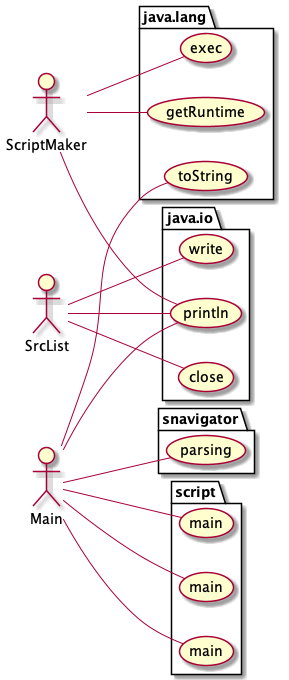 java.lang
exec
getRuntime
toString
ScriptMaker
java.io
write
println
close
SrcList
snavigator
parsing
script
main
main
main
Main